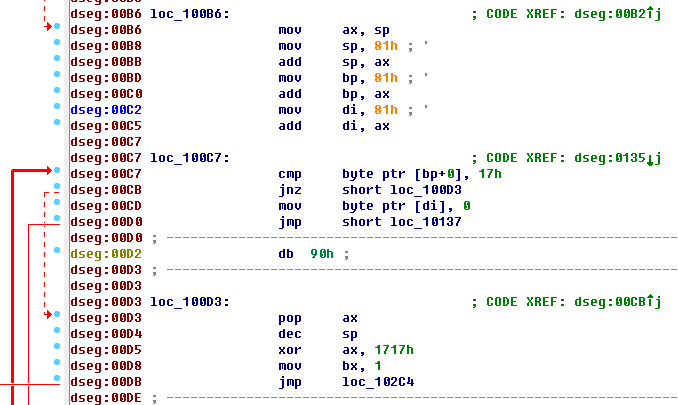 dseg:00B6 loc_100B6: ; CODE XREF: dseg:00B2↑j
dseg:00B6 mov ax, sp
dseg:00B8 mov sp, 81h ; '
dseg:00BB add sp, ax
dseg:00BD mov bp, 81h ; '
dseg:00C0 add bp, ax
dseg:00C2 mov di, 81h ; '
dseg:00C5 add di, ax
dseg:00C7
dseg:00C7 loc_100C7: ; CODE XREF: dseg:0135↓j
dseg:00C7 cmp byte ptr [bp+0], 17h
dseg:00CB jnz short loc_100D3
dseg:00CD mov byte ptr [di], 0
dseg:00D0 jmp short loc_10137
dseg:00D0 ; ---------------------------------------------------------------------------
dseg:00D2 db 90h ;
dseg:00D3 ; ---------------------------------------------------------------------------
dseg:00D3
dseg:00D3 loc_100D3: ; CODE XREF: dseg:00CB↑j
dseg:00D3 pop ax
dseg:00D4 dec sp
dseg:00D5 xor ax, 1717h
dseg:00D8 mov bx, 1
dseg:00DB jmp loc_102C4
dseg:00DE ; ---------------------------------------------------------------------------